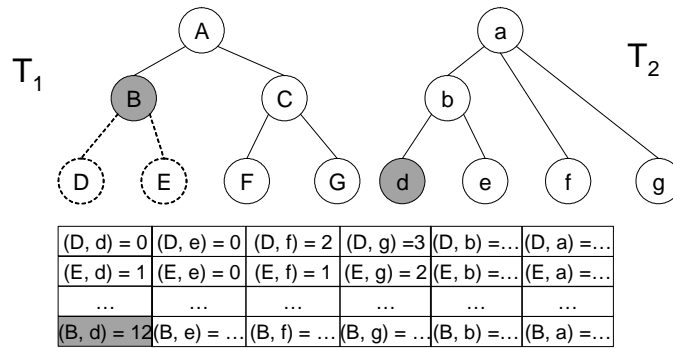 A
a
T1
T2
B
C
b
D
E
F
G
d
e
f
g
(D, d) = 0 (D, e) = 0 (D, f) = 2 (D, g) =3 (D, b) =… (D, a) =…
(E, d) = 1 (E, e) = 0 (E, f) = 1 (E, g) = 2 (E, b) =… (E, a) =…
… … … … … …
(B, d) = 12 (B, e) = … (B, f) = … (B, g) = … (B, b) =… (B, a) =…